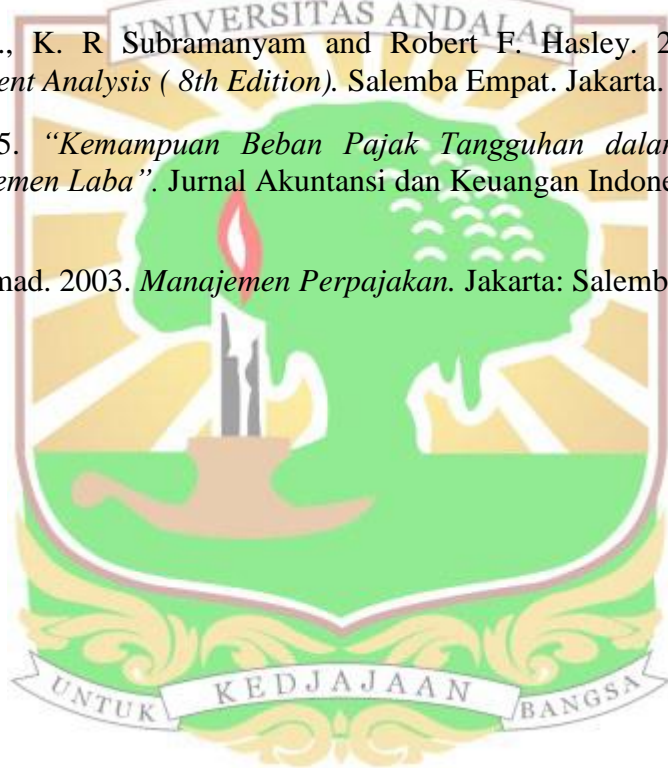 UNIVERSITAS ANDALAS
., K. R Subramanyam and Robert F. Hasley. 2
ent Analysis ( 8th Edition). Salemba Empat. Jakarta.
5. “Kemampuan Beban Pajak Tangguhan dalam
emen Laba”. Jurnal Akuntansi dan Keuangan Indone
mad. 2003. Manajemen Perpajakan. Jakarta: Salemb
UNTUK KEDJAJAAN BANGSA